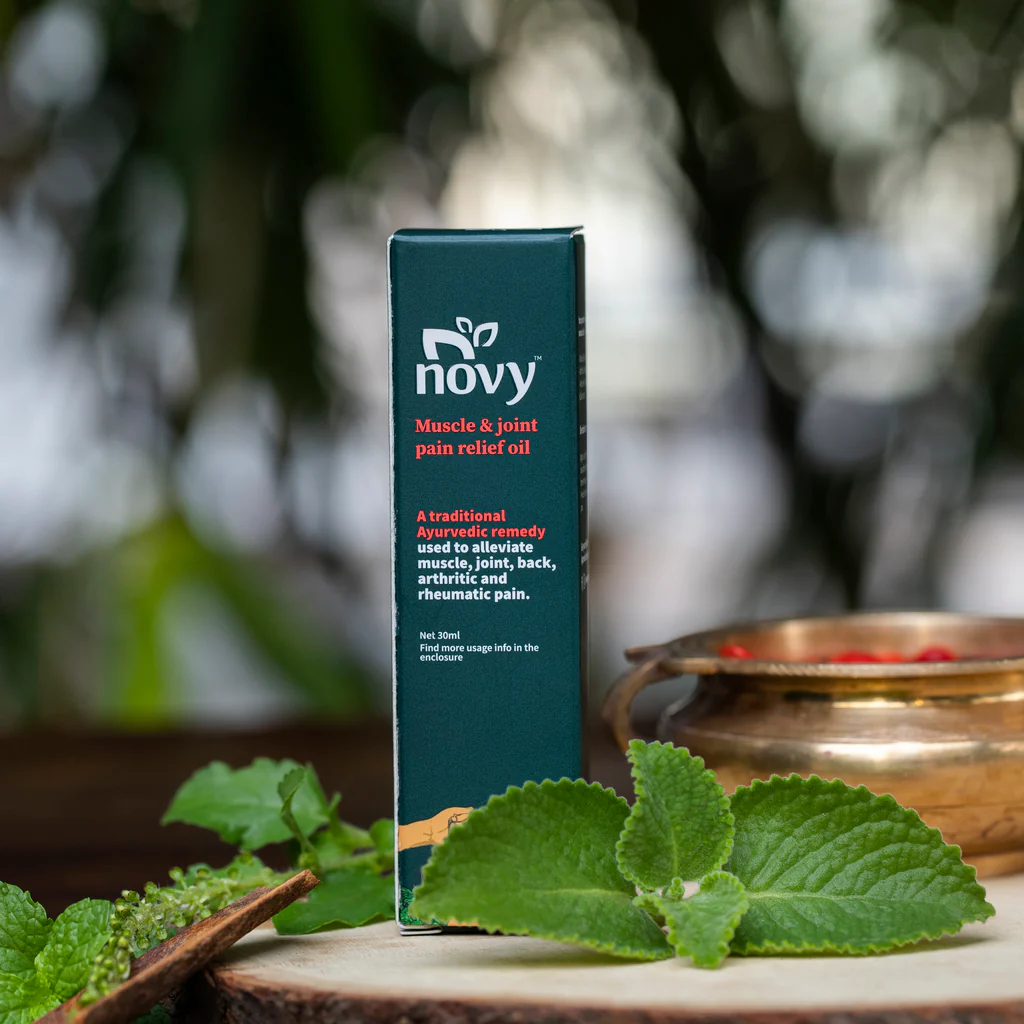 novy™
Muscle & joint
pain relief oil
A traditional
Ayurvedic remedy
used to alleviate
muscle, joint, back,
arthritic and
rheumatic pain.
Net 30ml
Find more usage info in the
enclosure